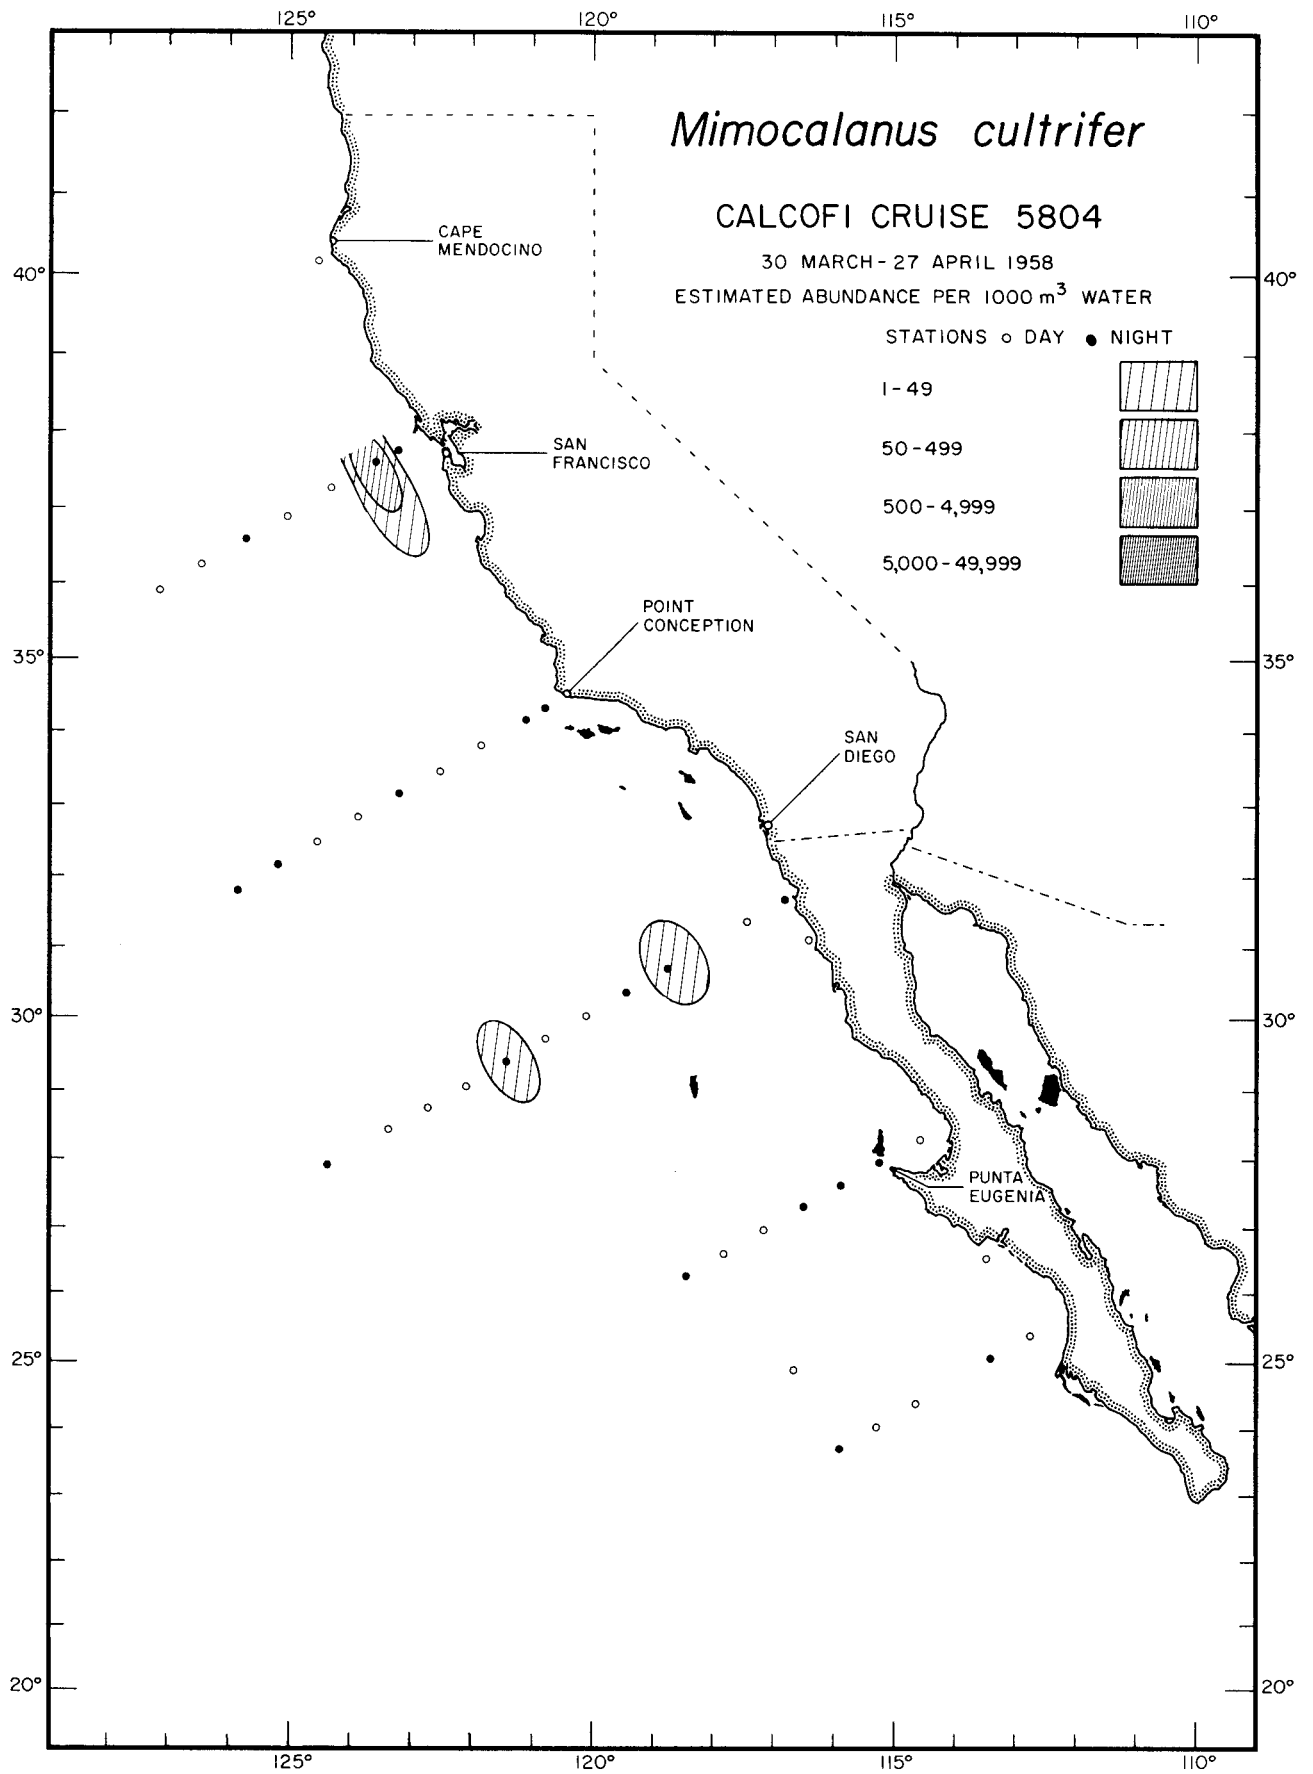 125° 120° 115° 110°
Mimocalanus cultrifer
CALCOFI CRUISE 5804
30 MARCH - 27 APRIL 1958
ESTIMATED ABUNDANCE PER 1000 m³ WATER
STATIONS ○ DAY ● NIGHT
1 - 49
50 - 499
500 - 4,999
5,000 - 49,999
CAPE
MENDOCINO
40° 40°
SAN
FRANCISCO
POINT
CONCEPTION
35° 35°
SAN
DIEGO
30° 30°
PUNTA
EUGENIA
25° 25°
20° 20°
125° 120° 115° 110°